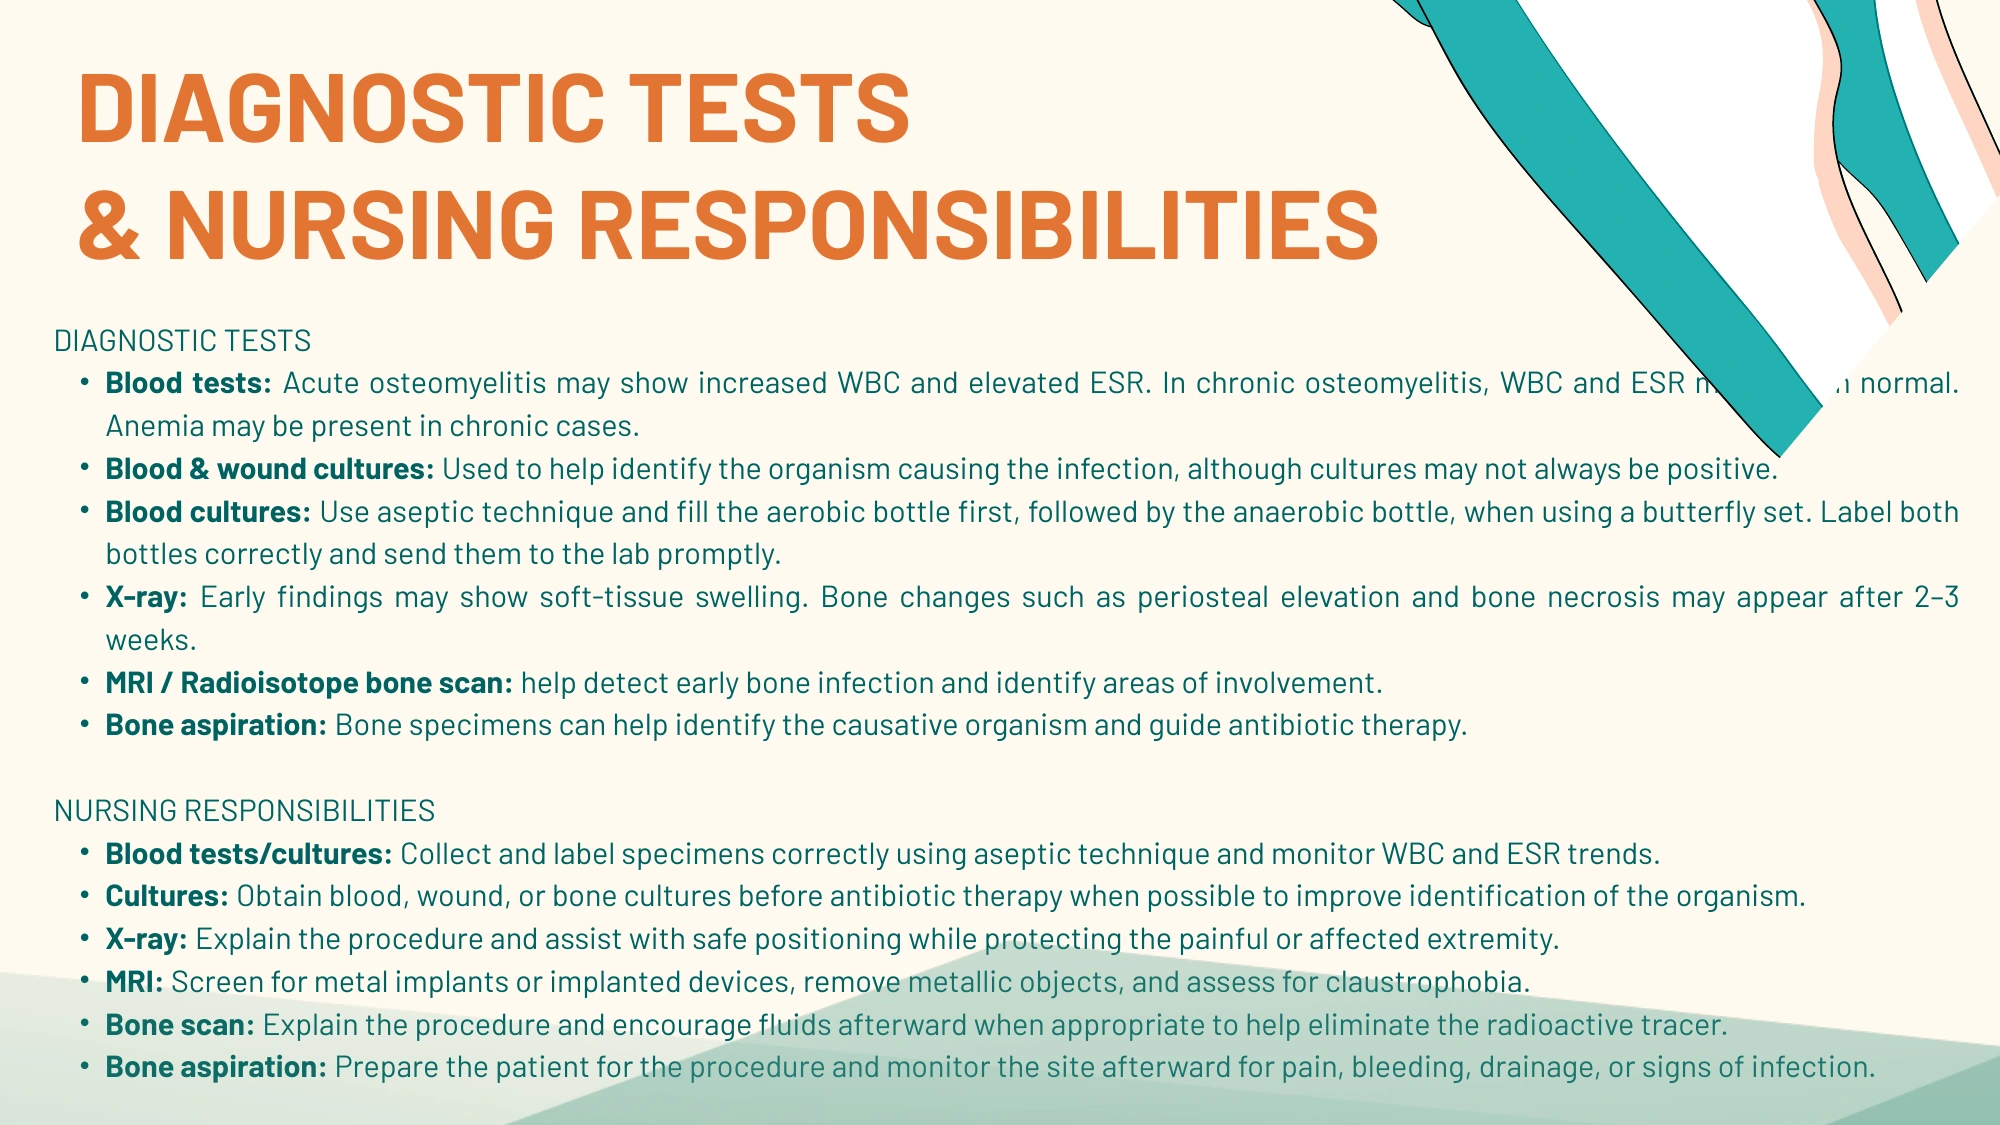 DIAGNOSTIC TESTS
& NURSING RESPONSIBILITIES
DIAGNOSTIC TESTS
• Blood tests: Acute osteomyelitis may show increased WBC and elevated ESR. In chronic osteomyelitis, WBC and ESR normal.
Anemia may be present in chronic cases.
• Blood & wound cultures: Used to help identify the organism causing the infection, although cultures may not always be positive.
• Blood cultures: Use aseptic technique and fill the aerobic bottle first, followed by the anaerobic bottle, when using a butterfly set. Label both
bottles correctly and send them to the lab promptly.
• X-ray: Early findings may show soft-tissue swelling. Bone changes such as periosteal elevation and bone necrosis may appear after 2–3
weeks.
• MRI / Radioisotope bone scan: help detect early bone infection and identify areas of involvement.
• Bone aspiration: Bone specimens can help identify the causative organism and guide antibiotic therapy.
NURSING RESPONSIBILITIES
• Blood tests/cultures: Collect and label specimens correctly using aseptic technique and monitor WBC and ESR trends.
• Cultures: Obtain blood, wound, or bone cultures before antibiotic therapy when possible to improve identification of the organism.
• X-ray: Explain the procedure and assist with safe positioning while protecting the painful or affected extremity.
• MRI: Screen for metal implants or implanted devices, remove metallic objects, and assess for claustrophobia.
• Bone scan: Explain the procedure and encourage fluids afterward when appropriate to help eliminate the radioactive tracer.
• Bone aspiration: Prepare the patient for the procedure and monitor the site afterward for pain, bleeding, drainage, or signs of infection.